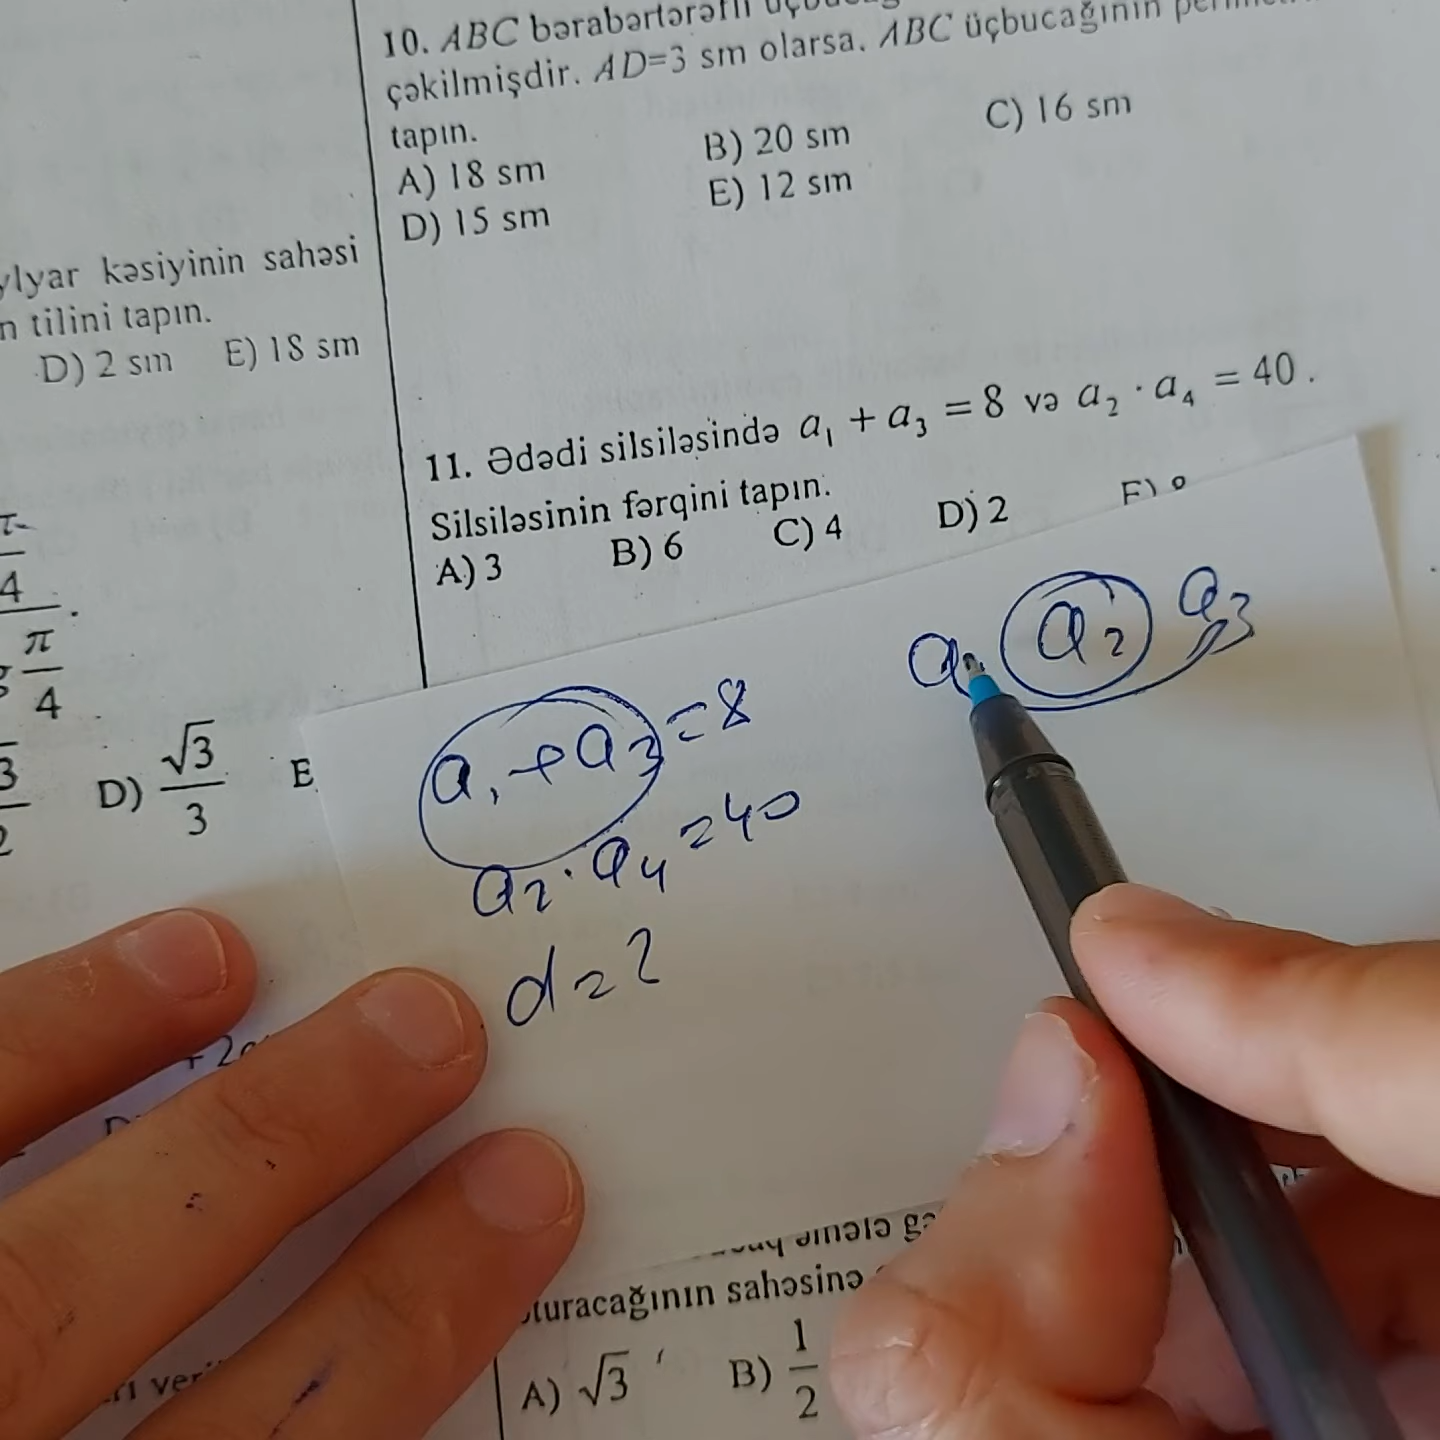 10. ABC bərabərtərəfli
çəkilmişdir. AD=3 sm olarsa, ABC üçbucağının
tapın.
A) 18 sm B) 20 sm C) 16 sm
D) 15 sm E) 12 sm
kəsiyinin sahəsi
tilini tapın.
D) 2 sm E) 18 sm
11. Ədədi silsiləsində a₁ + a₃ = 8 və a₂ · a₄ = 40.
Silsiləsinin fərqini tapın.
A) 3 B) 6 C) 4 D) 2
π/4
D) √3/3 E
a₁ + a₃ = 8
a₂ · a₄ = 40
d = ?
a₁ a₂ a₃
sahəsinə
A) √3 B) 1/2